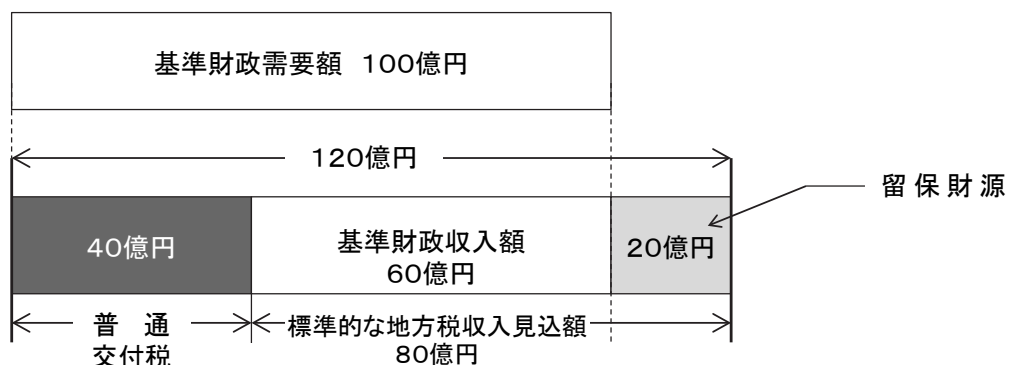 基準財政需要額 100億円
120億円
留保財源
40億円
基準財政収入額
60億円
20億円
普通
交付税
標準的な地方税収入見込額
80億円